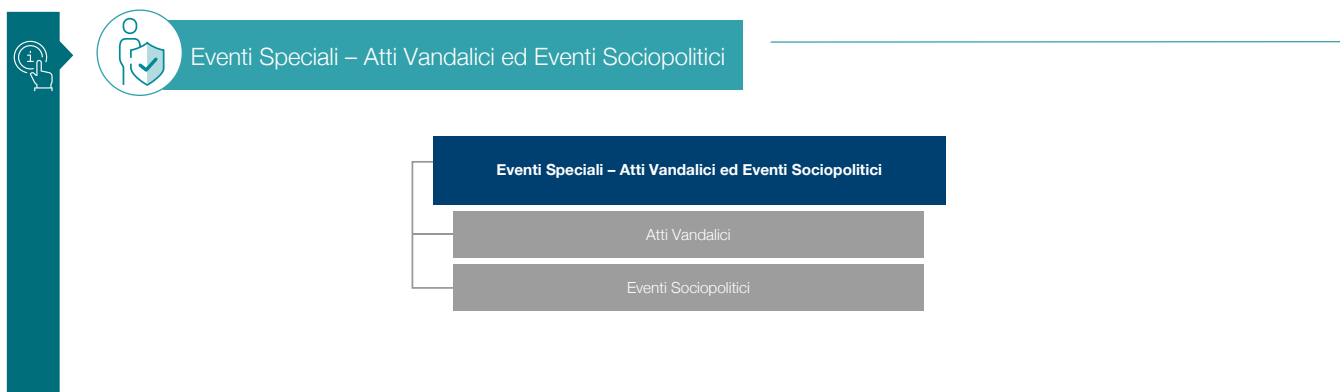 Eventi Speciali – Atti Vandalici ed Eventi Sociopolitici
Eventi Speciali – Atti Vandalici ed Eventi Sociopolitici
Atti Vandalici
Eventi Sociopolitici